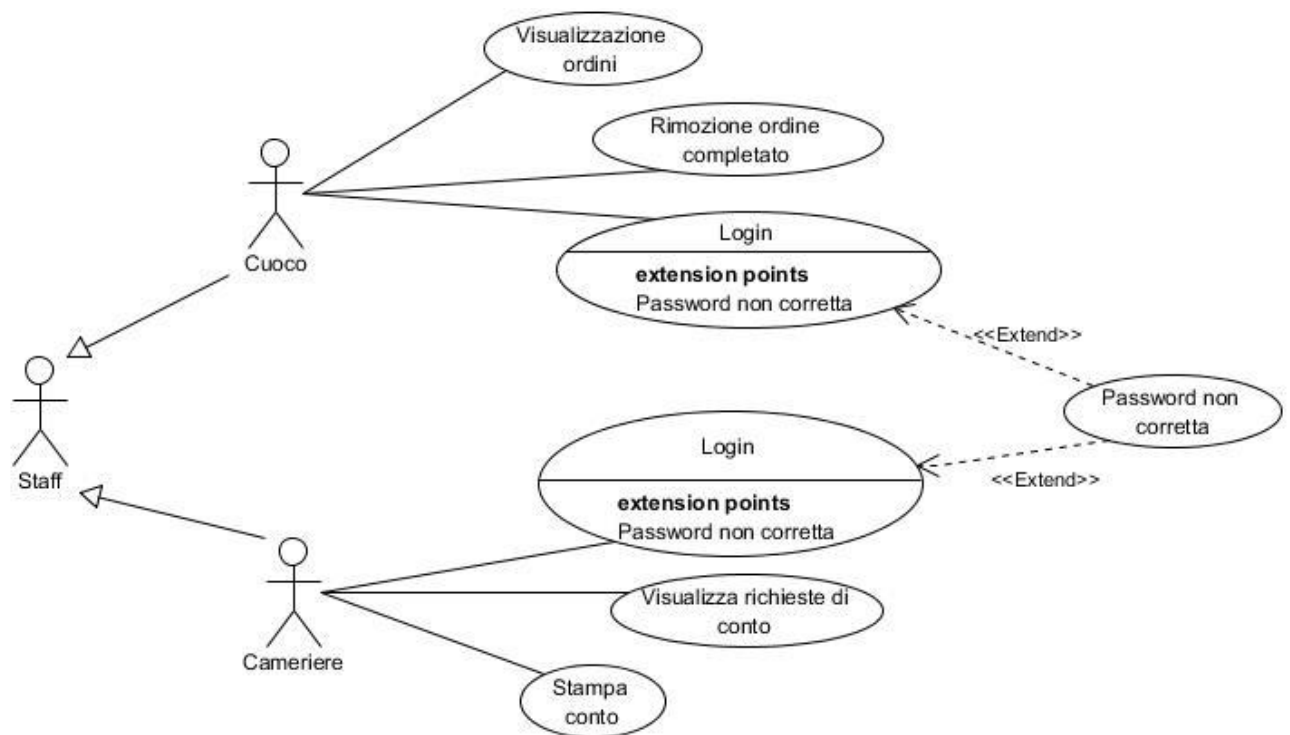 Visualizzazione
ordini
Rimozione ordine
completato
Login
extension points
Password non corretta
Cuoco
<<Extend>>
Password non
corretta
Staff
Login
extension points
Password non corretta
<<Extend>>
Visualizza richieste di
conto
Cameriere
Stampa
conto